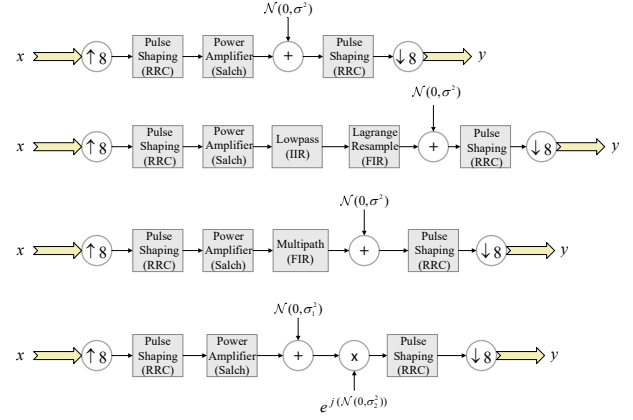 𝒩(0,σ²)
x ↑8 Pulse Shaping (RRC) Power Amplifier (Salch) + Pulse Shaping (RRC) ↓8 y
𝒩(0,σ²)
x ↑8 Pulse Shaping (RRC) Power Amplifier (Salch) Lowpass (IIR) Lagrange Resample (FIR) + Pulse Shaping (RRC) ↓8 y
𝒩(0,σ²)
x ↑8 Pulse Shaping (RRC) Power Amplifier (Salch) Multipath (FIR) + Pulse Shaping (RRC) ↓8 y
𝒩(0,σ₁²)
x ↑8 Pulse Shaping (RRC) Power Amplifier (Salch) + x Pulse Shaping (RRC) ↓8 y
e^{j(𝒩(0,σ₂²))}